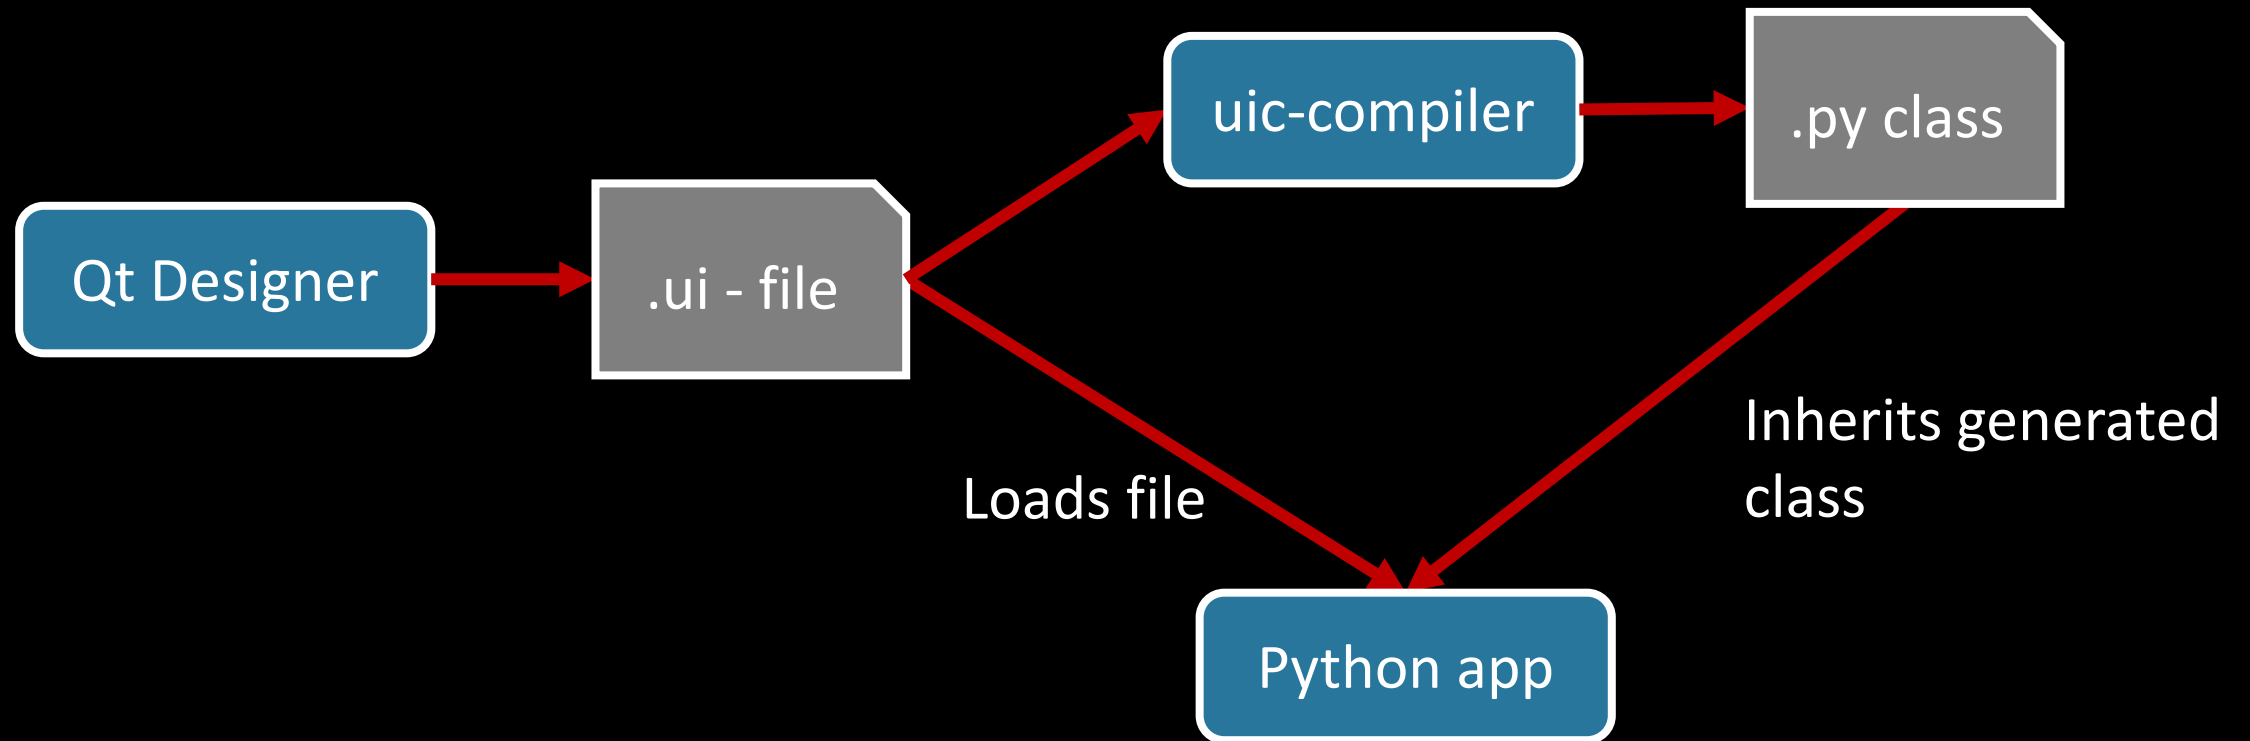 Qt Designer
.ui - file
uic-compiler
.py class
Loads file
Inherits generated
class
Python app